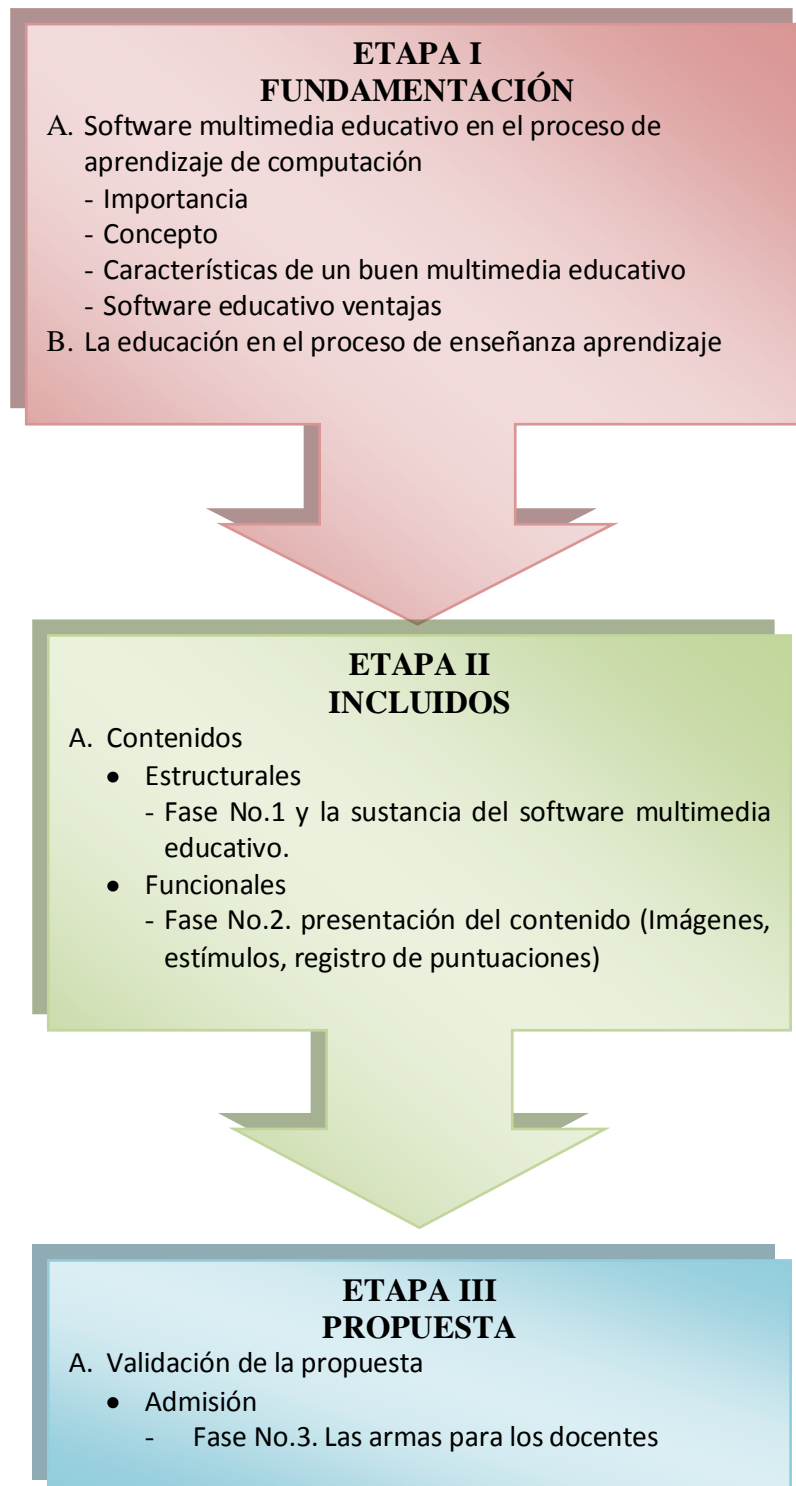 ETAPA I
FUNDAMENTACIÓN
A. Software multimedia educativo en el proceso de
aprendizaje de computación
- Importancia
- Concepto
- Característícas de un buen multimedia educativo
- Software educativo ventajas
B. La educación en el proceso de enseñanza aprendizaje
ETAPA II
INCLUIDOS
A. Contenidos
• Estructurales
- Fase No.1 y la sustancia del software multimedia
educativo.
• Funcionales
- Fase No.2. presentación del contenido (Imágenes,
estímulos, registro de puntuaciones)
ETAPA III
PROPUESTA
A. Validación de la propuesta
• Admisión
- Fase No.3. Las armas para los docentes